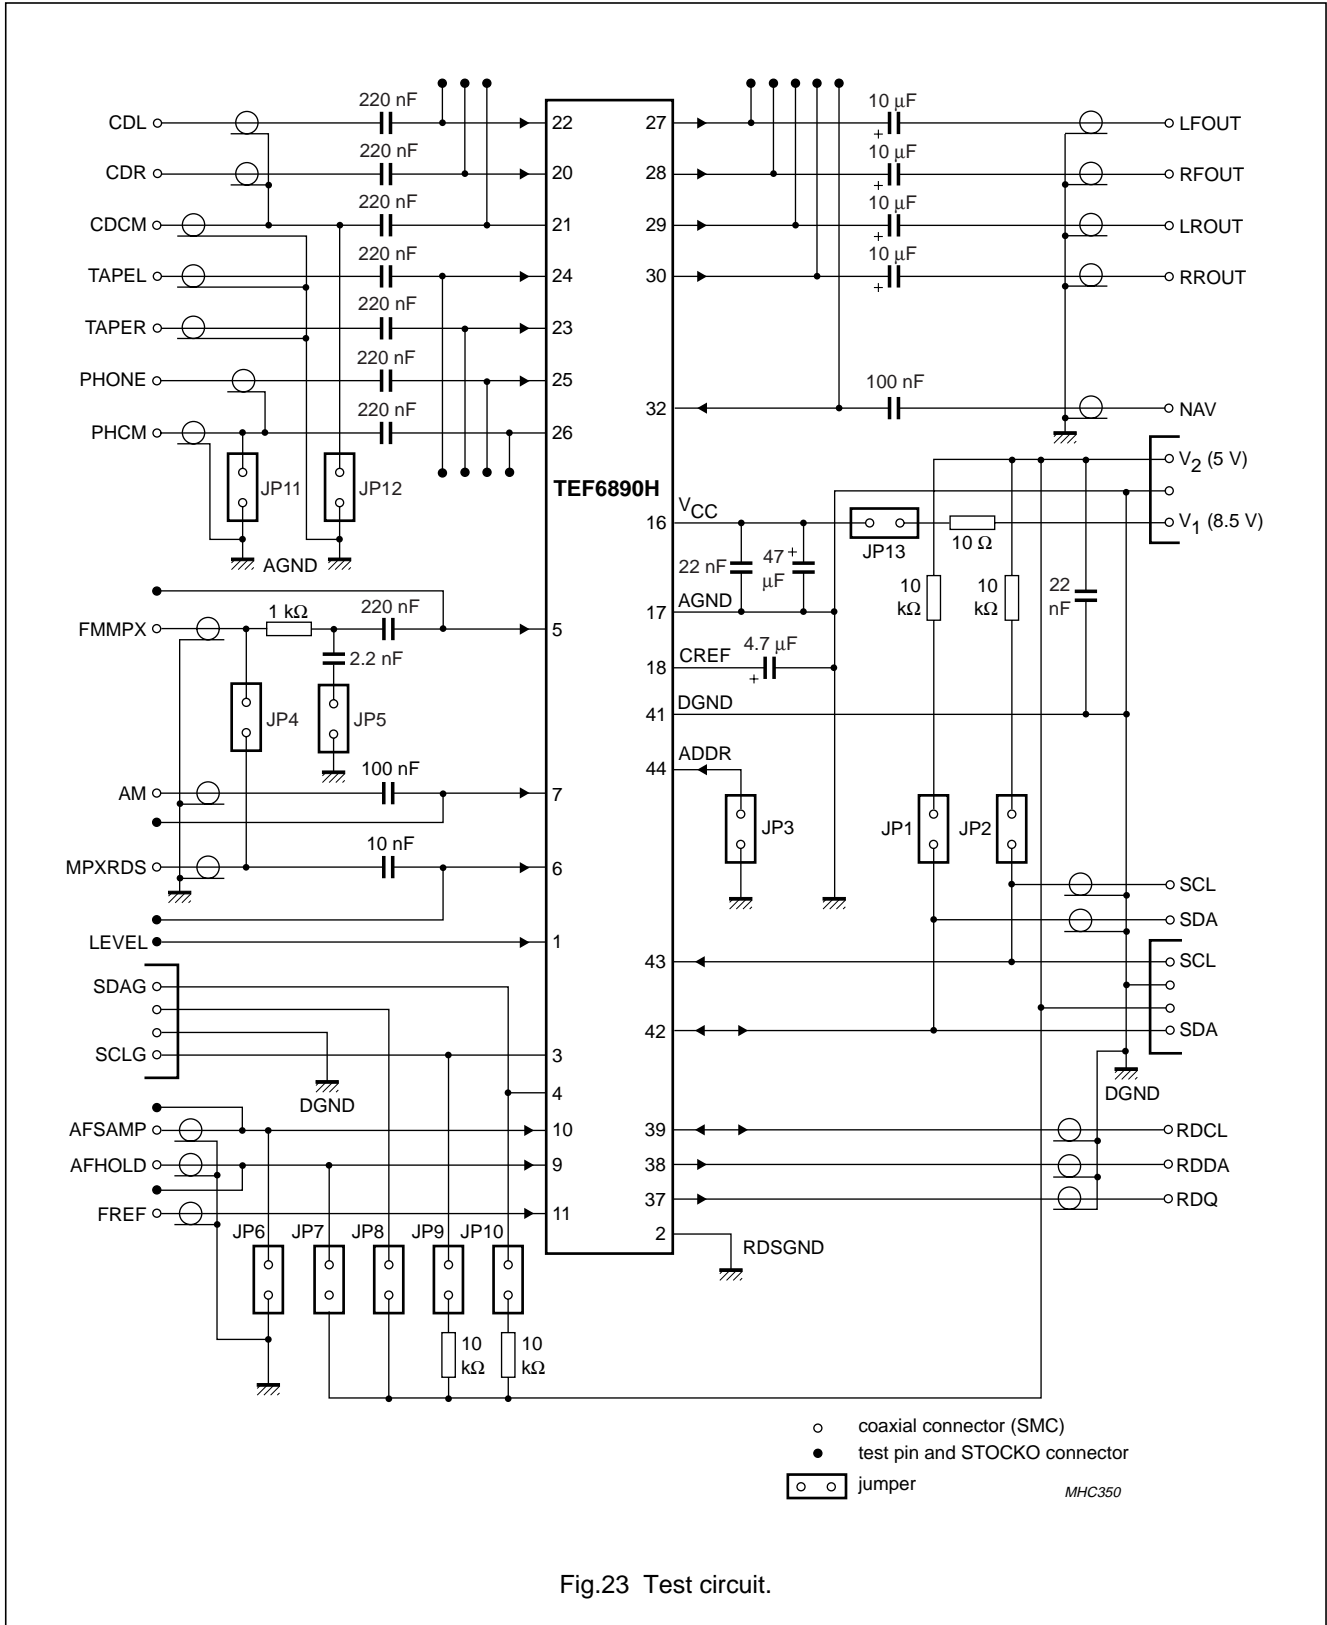 220 nF
10 µF
CDL
22
27
LFOUT
220 nF
+
10 µF
CDR
20
28
RFOUT
220 nF
+
10 µF
CDCM
21
29
LROUT
220 nF
+
10 µF
TAPEL
24
30
RROUT
220 nF
+
TAPER
23
220 nF
PHONE
25
100 nF
220 nF
32
NAV
PHCM
26
V2 (5 V)
JP11
JP12
TEF6890H
VCC
16
V1 (8.5 V)
JP13
10 Ω
AGND
22 nF
47 +
µF
10
kΩ
10
kΩ
22
nF
1 kΩ
220 nF
AGND
17
FMMPX
5
4.7 µF
2.2 nF
CREF
18
+
JP4
JP5
DGND
41
ADDR
44
100 nF
AM
7
JP3
JP1
JP2
10 nF
MPXRDS
6
SCL
SDA
LEVEL
1
43
SCL
SDAG
42
SDA
SCLG
3
DGND
4
DGND
AFSAMP
10
39
RDCL
AFHOLD
9
38
RDDA
FREF
11
37
RDQ
JP6
JP7
JP8
JP9
JP10
2
RDSGND
10
kΩ
10
kΩ
coaxial connector (SMC)
test pin and STOCKO connector
jumper
MHC350
Fig.23 Test circuit.